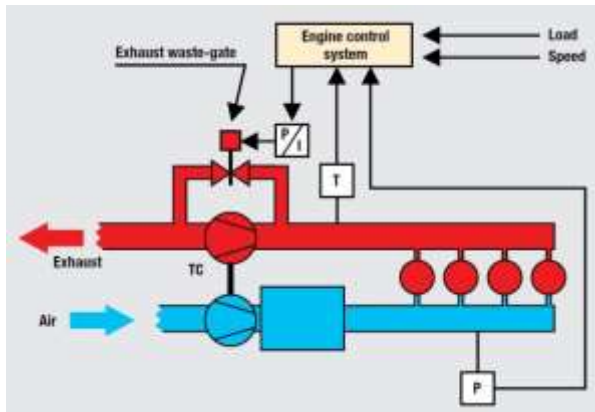 Engine control
system
Load
Speed
Exhaust waste-gate
P/I
T
Exhaust
TC
Air
P